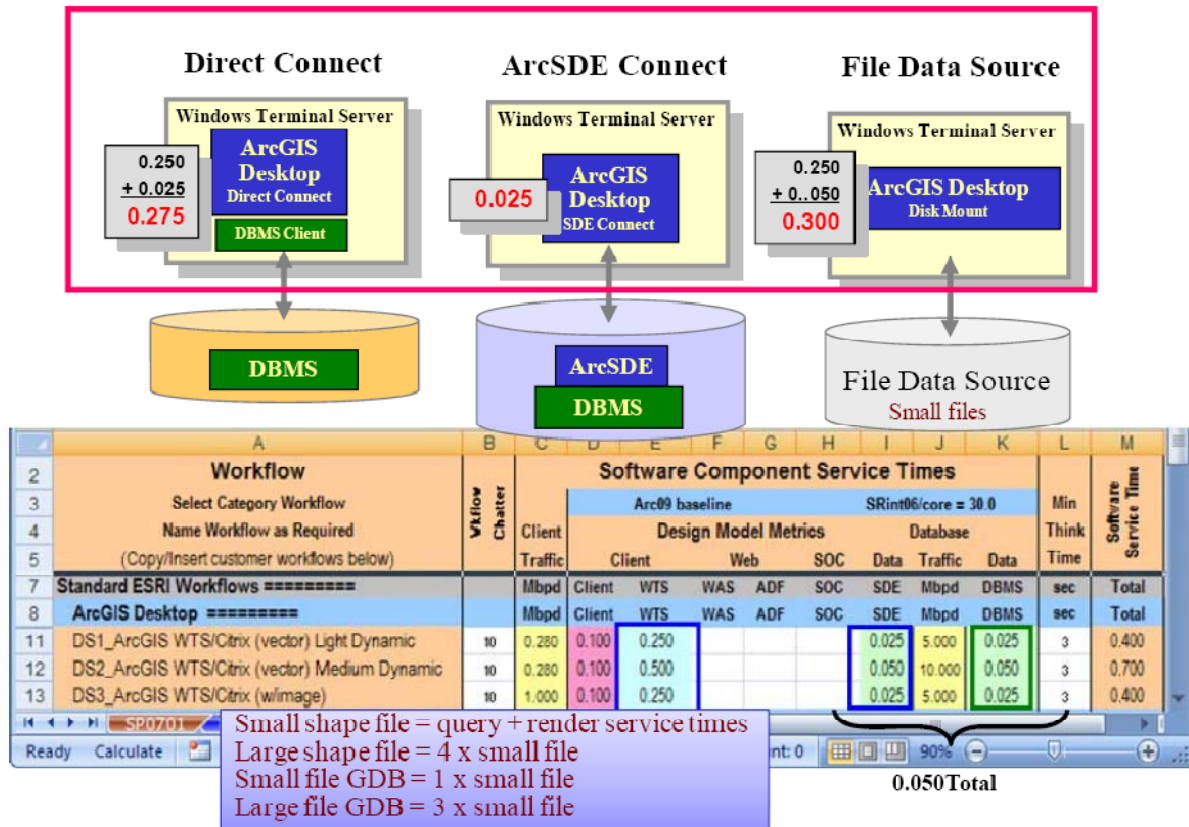 Direct Connect
ArcSDE Connect
File Data Source
Windows Terminal Server
ArcGIS
Desktop
Direct Connect
DBMS Client
0.250
+ 0.025
0.275
Windows Terminal Server
ArcGIS
Desktop
SDE Connect
0.025
Windows Terminal Server
ArcGIS Desktop
Disk Mount
0.250
+ 0..050
0.300
DBMS
ArcSDE
DBMS
File Data Source
Small files
A B C D E F G H I J K L M
2 Workflow Wkflow Chatter Software Component Service Times Software Service Time
3 Select Category Workflow Arc09 baseline SRint06/core = 30.0 Min
4 Name Workflow as Required Client Design Model Metrics Database Think
5 (Copy/Insert customer workflows below) Traffic Client Web SOC Data Traffic Data Time
7 Standard ESRI Workflows ========= Mbpd Client WTS WAS ADF SOC SDE Mbpd DBMS sec Total
8 ArcGIS Desktop ========= Mbpd Client WTS WAS ADF SOC SDE Mbpd DBMS sec Total
11 DS1_ArcGIS WTS/Citrix (vector) Light Dynamic 10 0.280 0.100 0.250 0.025 5.000 0.025 3 0.400
12 DS2_ArcGIS WTS/Citrix (vector) Medium Dynamic 10 0.280 0.100 0.500 0.050 10.000 0.050 3 0.700
13 DS3_ArcGIS WTS/Citrix (w/image) 10 1.000 0.100 0.250 0.025 5.000 0.025 3 0.400
SP0701
Ready Calculate unt: 0 90%
Small shape file = query + render service times
Large shape file = 4 x small file
Small file GDB = 1 x small file
Large file GDB = 3 x small file
0.050 Total